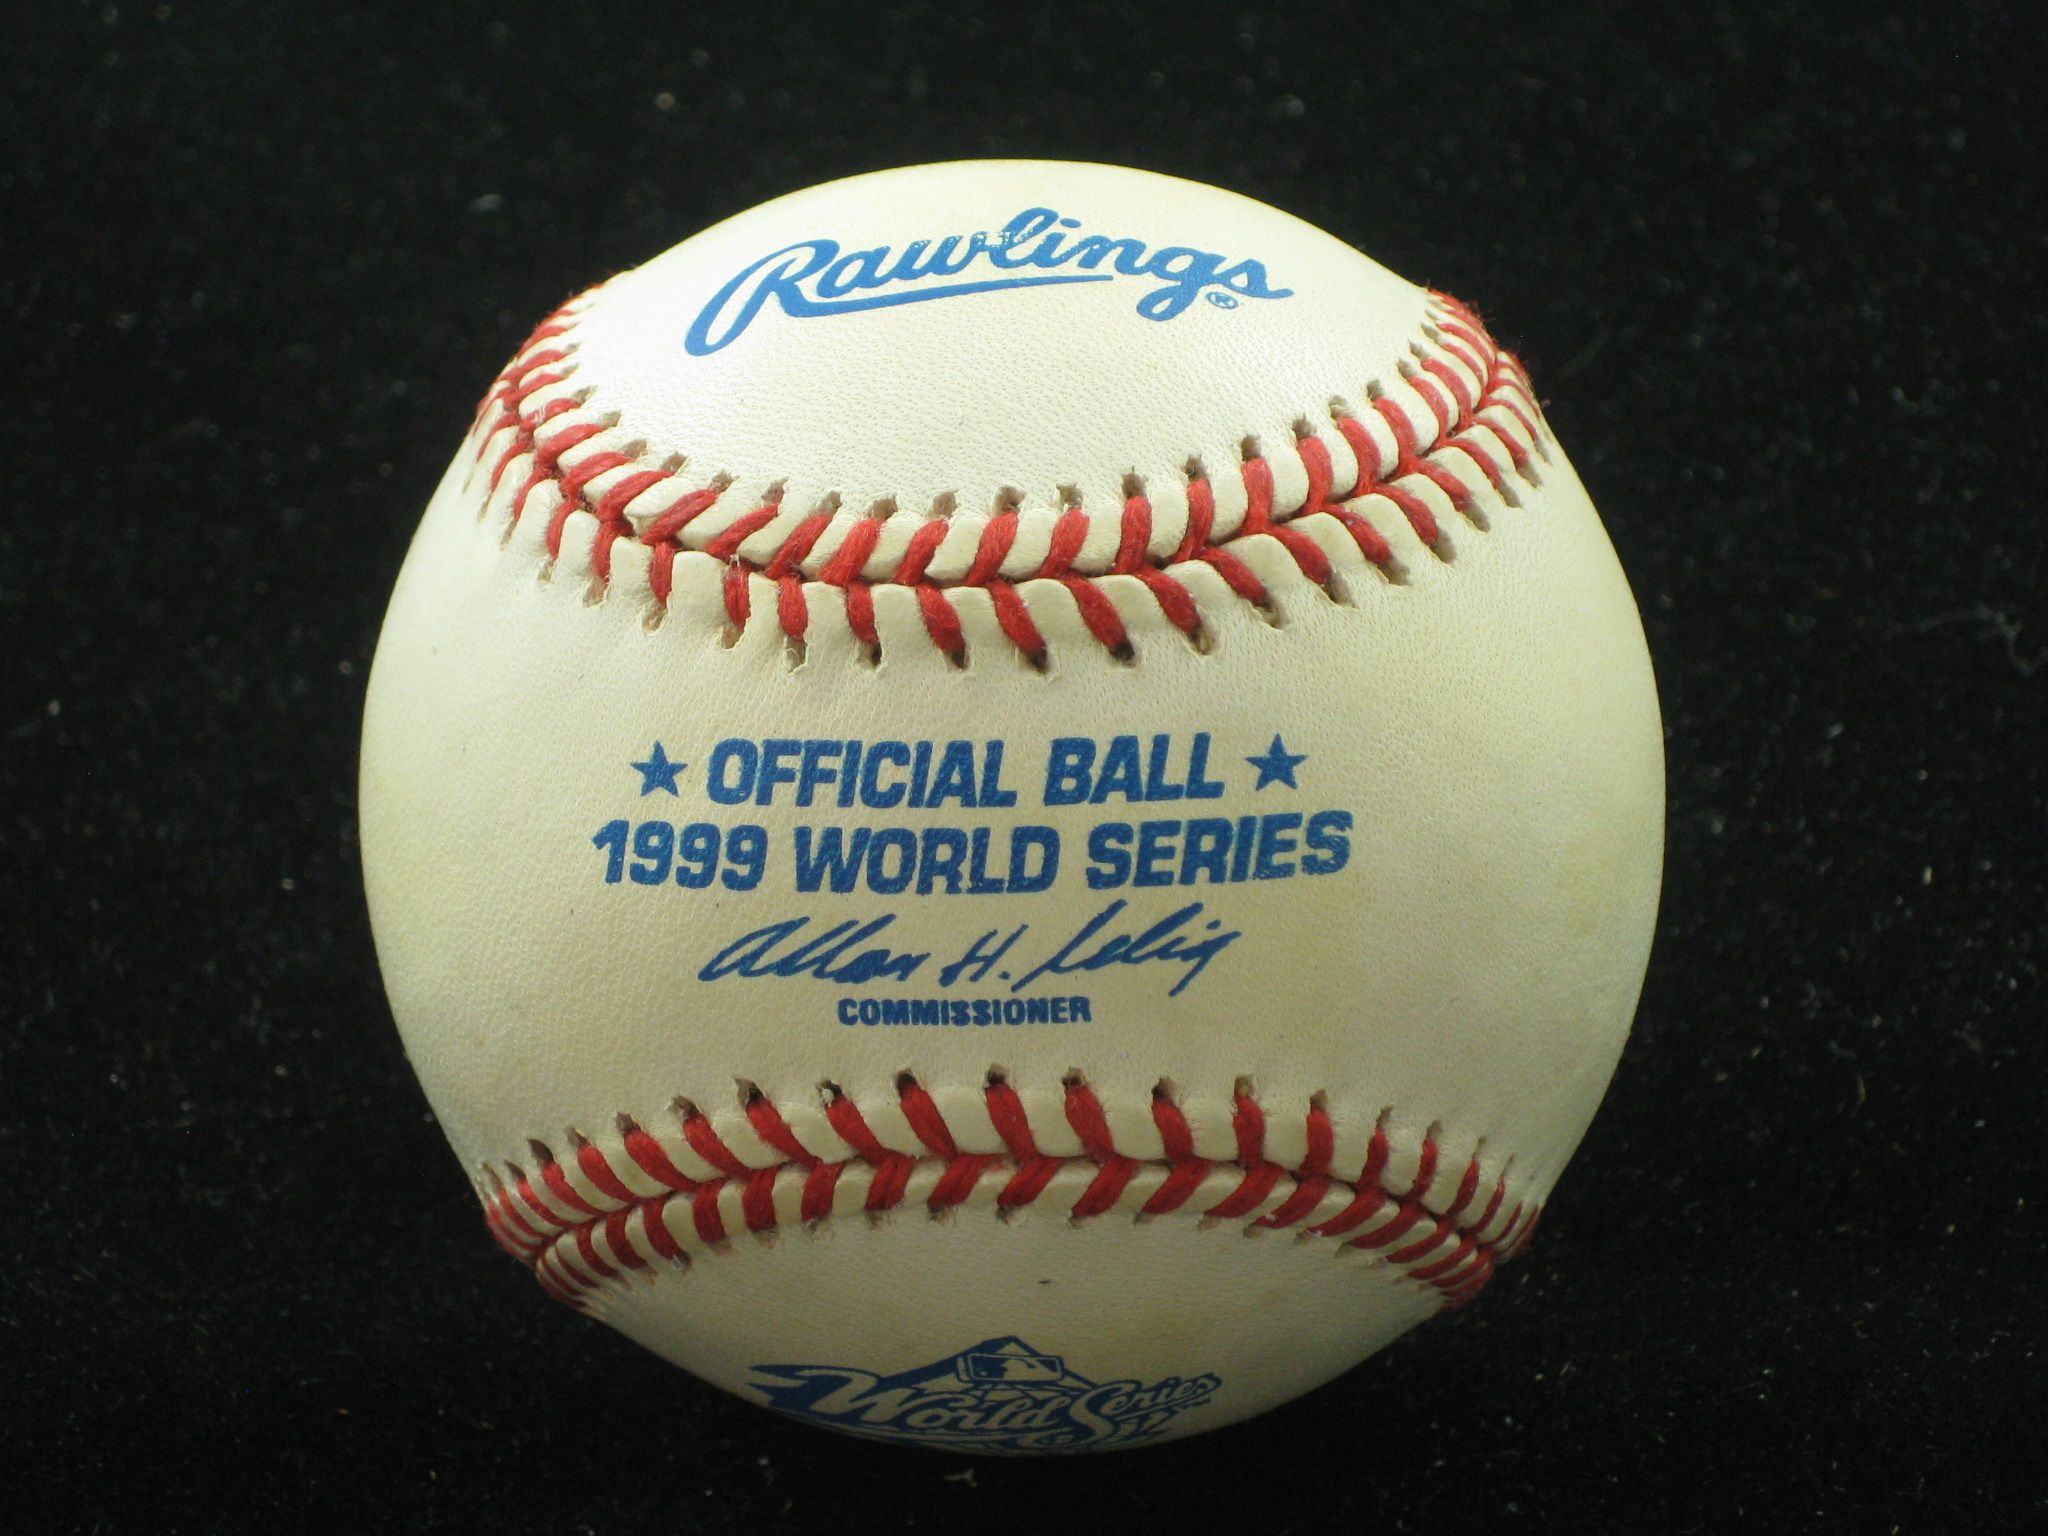 Rawlings®
★ OFFICIAL BALL ★
1999 WORLD SERIES
Allan H. Selig
COMMISSIONER
World Series